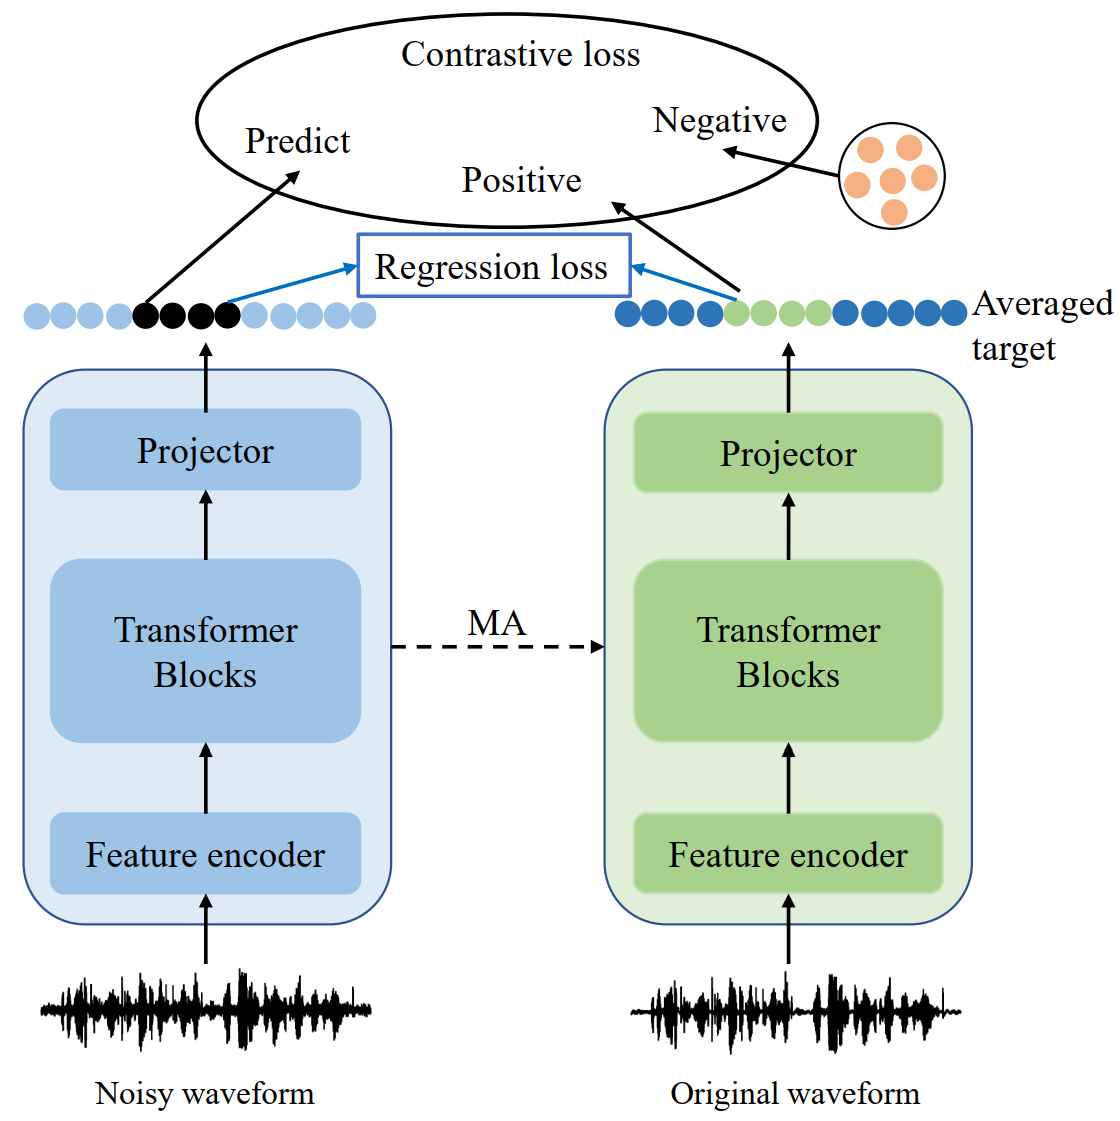 Contrastive loss
Negative
Predict
Positive
Regression loss
Averaged
target
Projector
Projector
Transformer
Blocks
MA
Transformer
Blocks
Feature encoder
Feature encoder
Noisy waveform
Original waveform